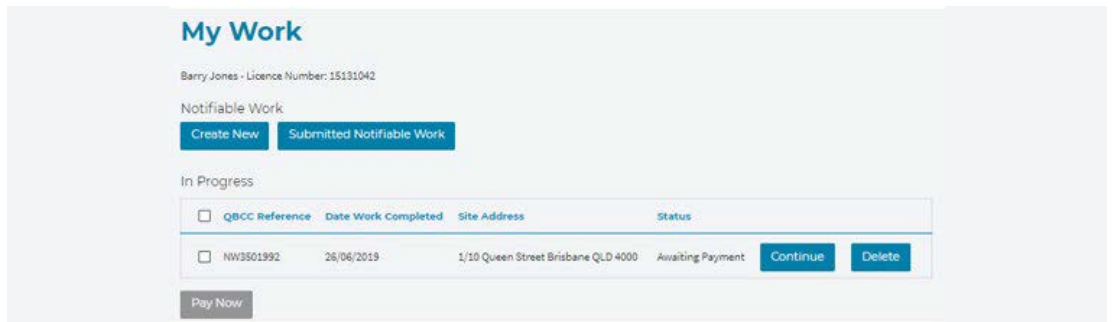 My Work
Barry Jones - Licence Number: 15131042
Notifiable Work
Create New Submitted Notifiable Work
In Progress
QBCC Reference Date Work Completed Site Address Status
NW3501992 26/06/2019 1/10 Queen Street Brisbane QLD 4000 Awaiting Payment Continue Delete
Pay Now